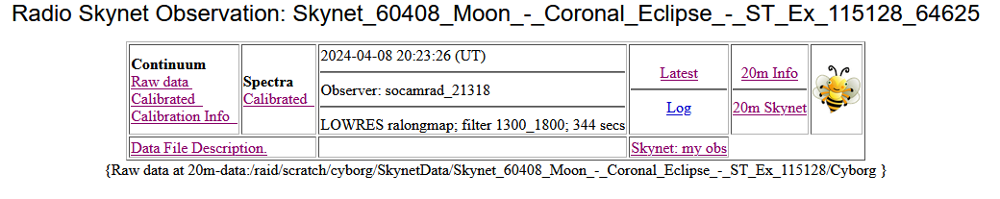 Radio Skynet Observation: Skynet_60408_Moon_-_Coronal_Eclipse_-_ST_Ex_115128_64625
Continuum
Raw data
Calibrated
Calibration Info
Spectra
Calibrated
2024-04-08 20:23:26 (UT)
Observer: socamrad_21318
LOWRES ralongmap; filter 1300_1800; 344 secs
Latest
Log
20m Info
20m Skynet
Data File Description.
Skynet: my obs
{Raw data at 20m-data:/raid/scratch/cyborg/SkynetData/Skynet_60408_Moon_-_Coronal_Eclipse_-_ST_Ex_115128/Cyborg }